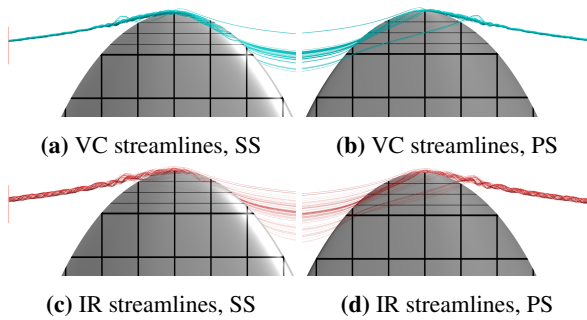 (a) VC streamlines, SS
(b) VC streamlines, PS
(c) IR streamlines, SS
(d) IR streamlines, PS